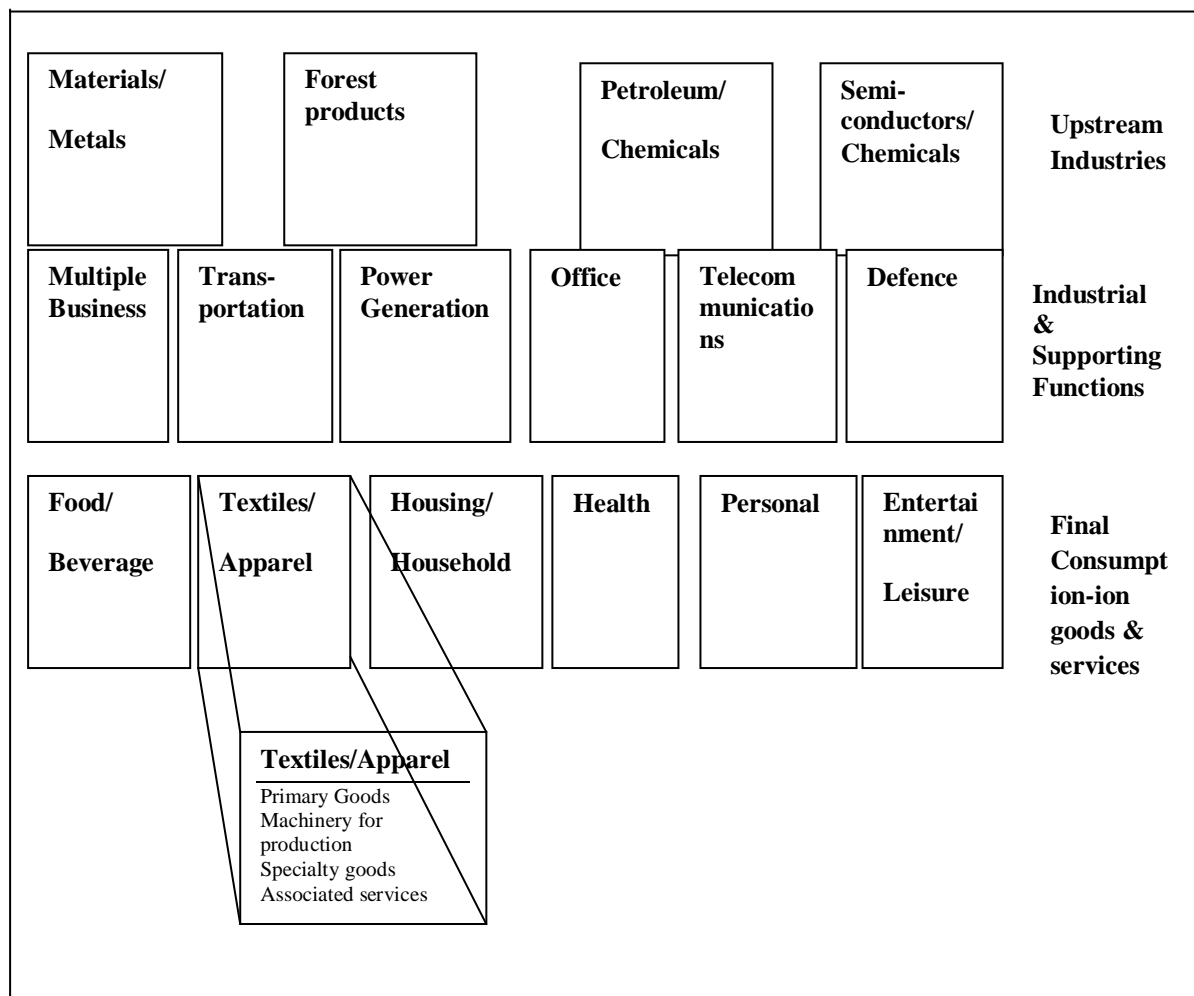 Materials/
Metals
Forest
products
Petroleum/
Chemicals
Semi-
conductors/
Chemicals
Upstream
Industries
Multiple
Business
Trans-
portation
Power
Generation
Office
Telecom
municatio
ns
Defence
Industrial
&
Supporting
Functions
Food/
Beverage
Textiles/
Apparel
Housing/
Household
Health
Personal
Entertai
nment/
Leisure
Final
Consumpt
ion-ion
goods &
services
Textiles/Apparel
Primary Goods
Machinery for
production
Specialty goods
Associated services